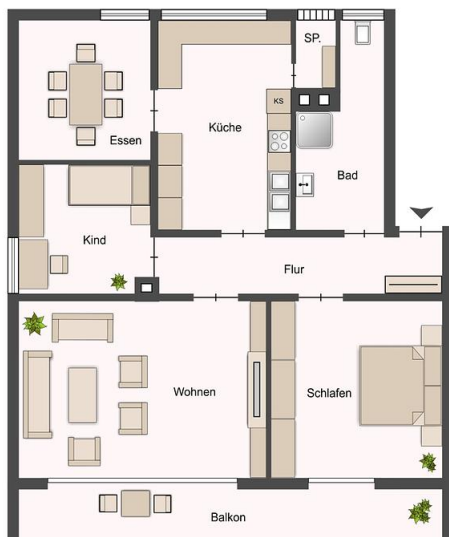 SP.
KS
Küche
Essen
Bad
Kind
Flur
Wohnen
Schlafen
Balkon